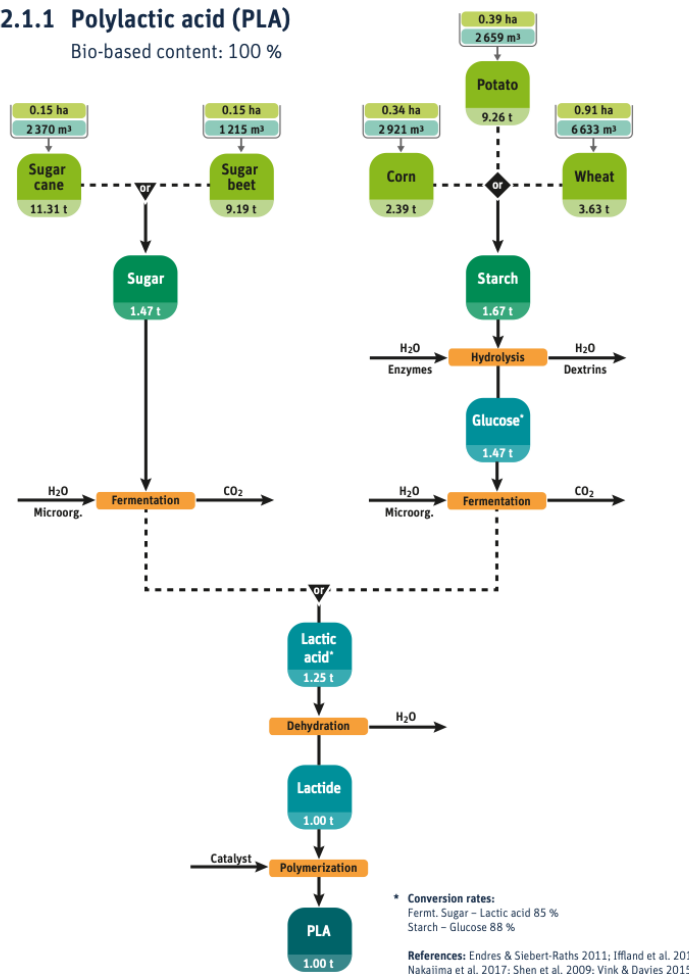 2.1.1 Polylactic acid (PLA)
Bio-based content: 100 %
0.39 ha
2 659 m³
Potato
9.26 t
0.15 ha
2 370 m³
Sugar
cane
11.31 t
or
0.15 ha
1 215 m³
Sugar
beet
9.19 t
0.34 ha
2 921 m³
Corn
2.39 t
or
0.91 ha
6 633 m³
Wheat
3.63 t
Sugar
1.47 t
Starch
1.67 t
H₂O
Enzymes
Hydrolysis
H₂O
Dextrins
Glucose*
1.47 t
H₂O
Microorg.
Fermentation
CO₂
H₂O
Microorg.
Fermentation
CO₂
or
Lactic
acid*
1.25 t
Dehydration
H₂O
Lactide
1.00 t
Catalyst
Polymerization
PLA
1.00 t
* Conversion rates:
Fermt. Sugar – Lactic acid 85 %
Starch – Glucose 88 %
References: Endres & Siebert-Raths 2011; Iffland et al.
Nakajima et al. 2017; Shen et al. 2009; Vink & Davies